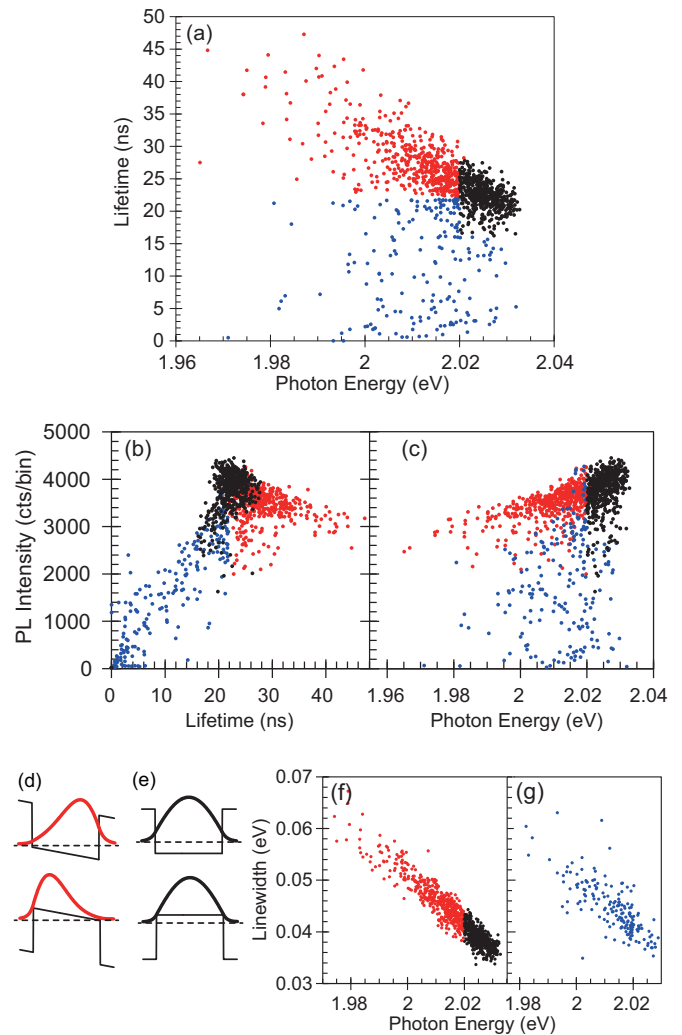 (a)
50
45
40
35
30
25
20
15
10
5
0
Lifetime (ns)
1.96 1.98 2 2.02 2.04
Photon Energy (eV)
(b) (c)
5000
4000
3000
2000
1000
0
PL Intensity (cts/bin)
0 10 20 30 40
Lifetime (ns)
1.96 1.98 2 2.02 2.04
Photon Energy (eV)
(d) (e)
(f) (g)
0.07
0.06
0.05
0.04
0.03
Linewidth (eV)
1.98 2 2.02 1.98 2 2.02
Photon Energy (eV)